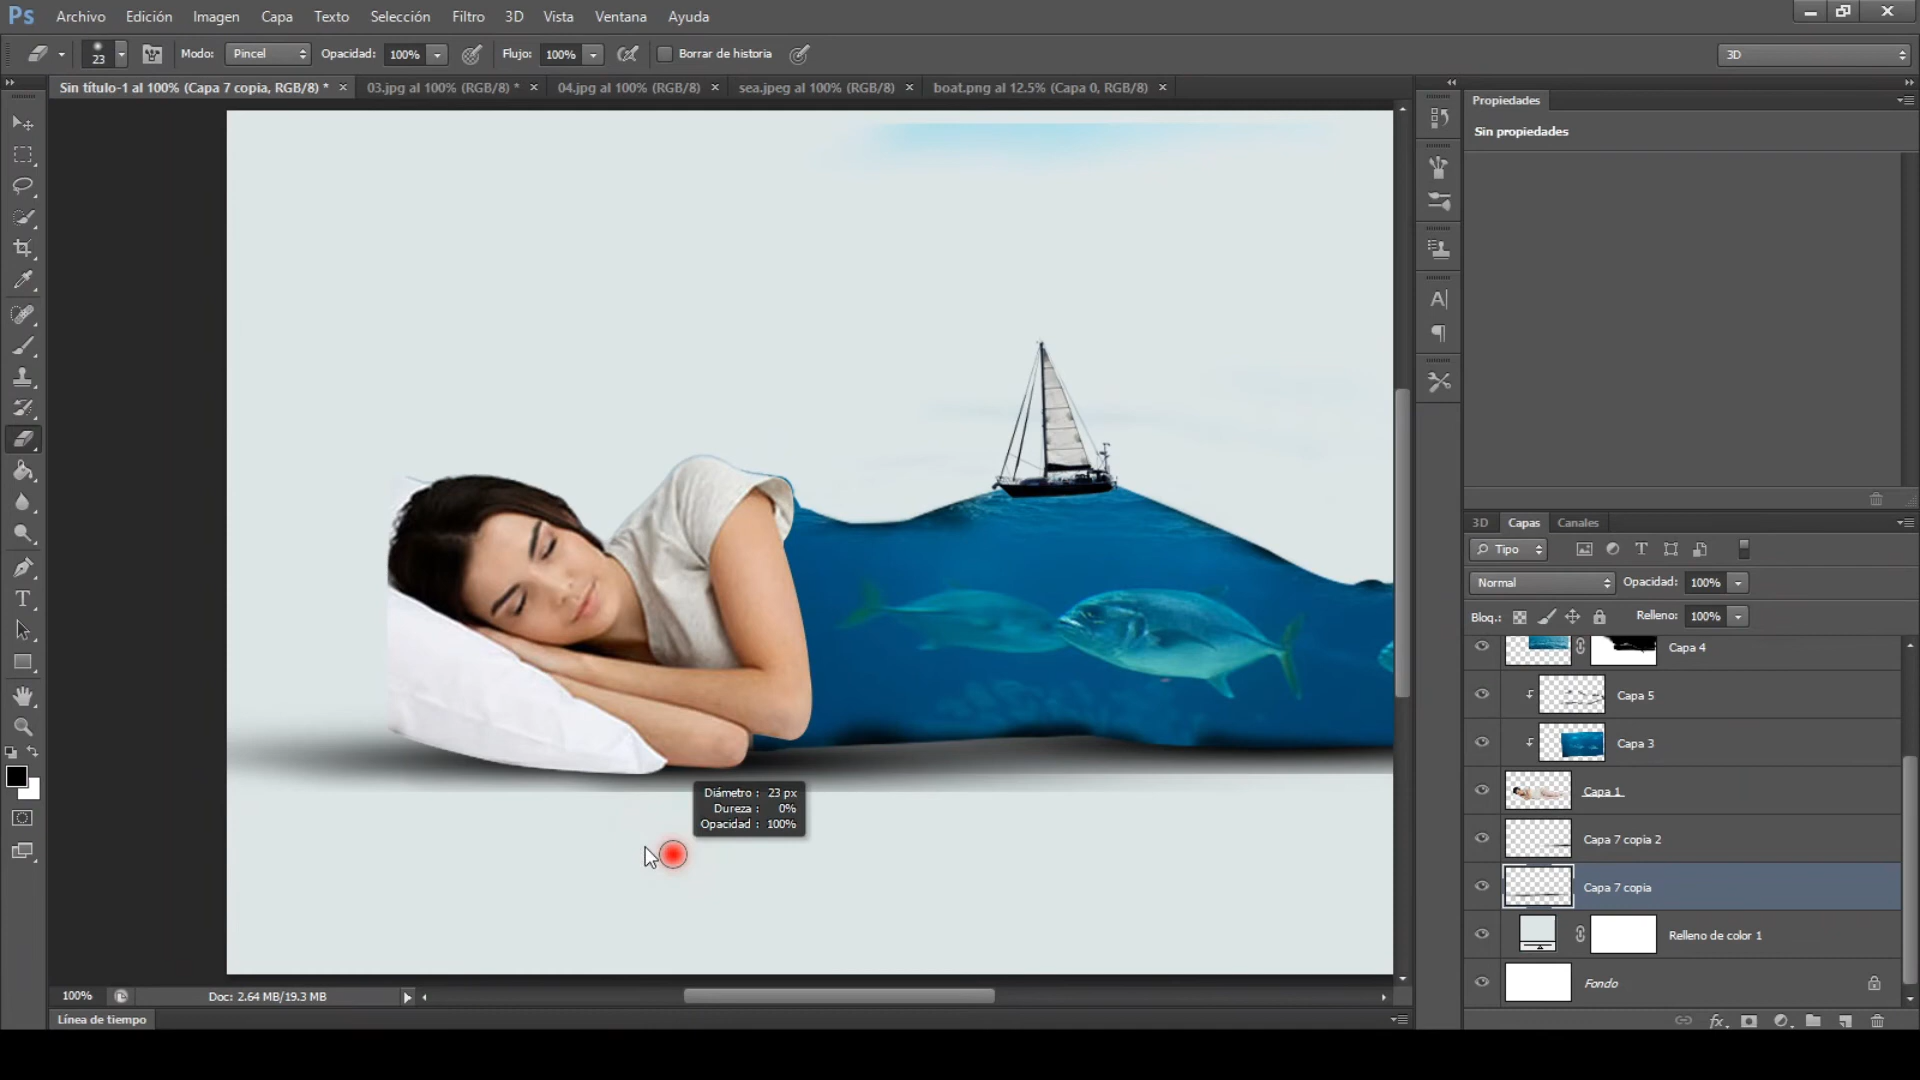 Ps Archivo Edición Imagen Capa Texto Selección Filtro 3D Vista Ventana Ayuda
23 Modo: Pincel Opacidad: 100% Flujo: 100% Borrar de historia 3D
Sin título-1 al 100% (Capa 7 copia, RGB/8) * × 03.jpg al 100% (RGB/8) * × 04.jpg al 100% (RGB/8) × sea.jpeg al 100% (RGB/8) × boat.png al 12.5% (Capa 0, RGB/8) ×
Propiedades
Sin propiedades
3D Capas Canales
Tipo
Normal Opacidad: 100%
Bloq.: Relleno: 100%
Capa 4
Capa 5
Capa 3
Capa 1
Capa 7 copia 2
Capa 7 copia
Relleno de color 1
Fondo
Diámetro : 23 px
Dureza : 0%
Opacidad : 100%
100% Doc: 2.64 MB/19.3 MB
Línea de tiempo